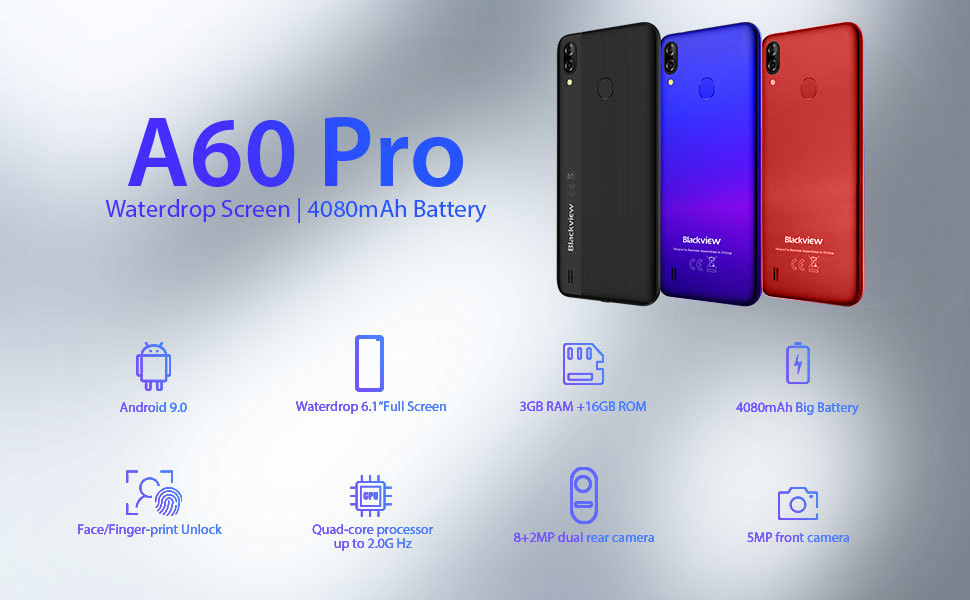 A60 Pro
Waterdrop Screen | 4080mAh Battery
Blackview
Blackview
Blackview
Android 9.0
Waterdrop 6.1"Full Screen
3GB RAM +16GB ROM
4080mAh Big Battery
CPU
Face/Finger-print Unlock
Quad-core processor
up to 2.0G Hz
8+2MP dual rear camera
5MP front camera